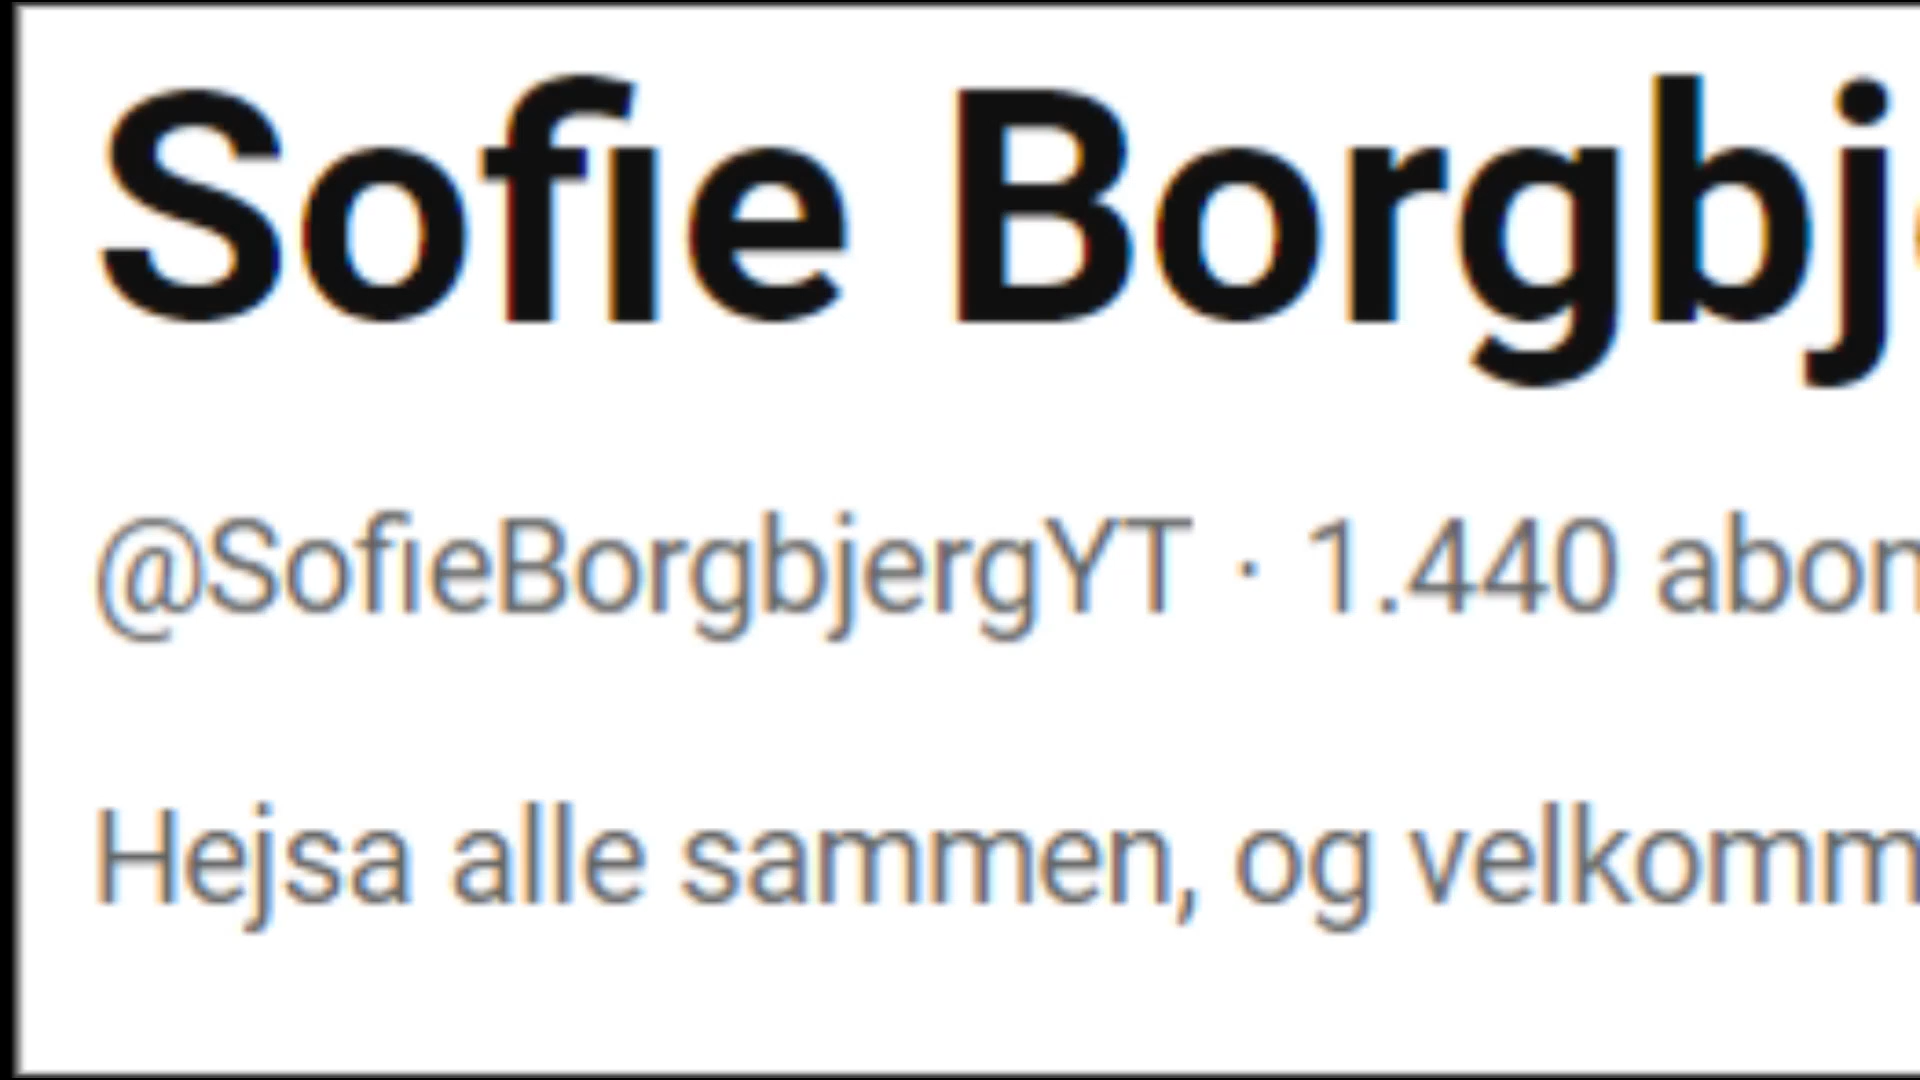 Sofie Borgbj
@SofieBorgbjergYT · 1.440 abon
Hejsa alle sammen, og velkomm